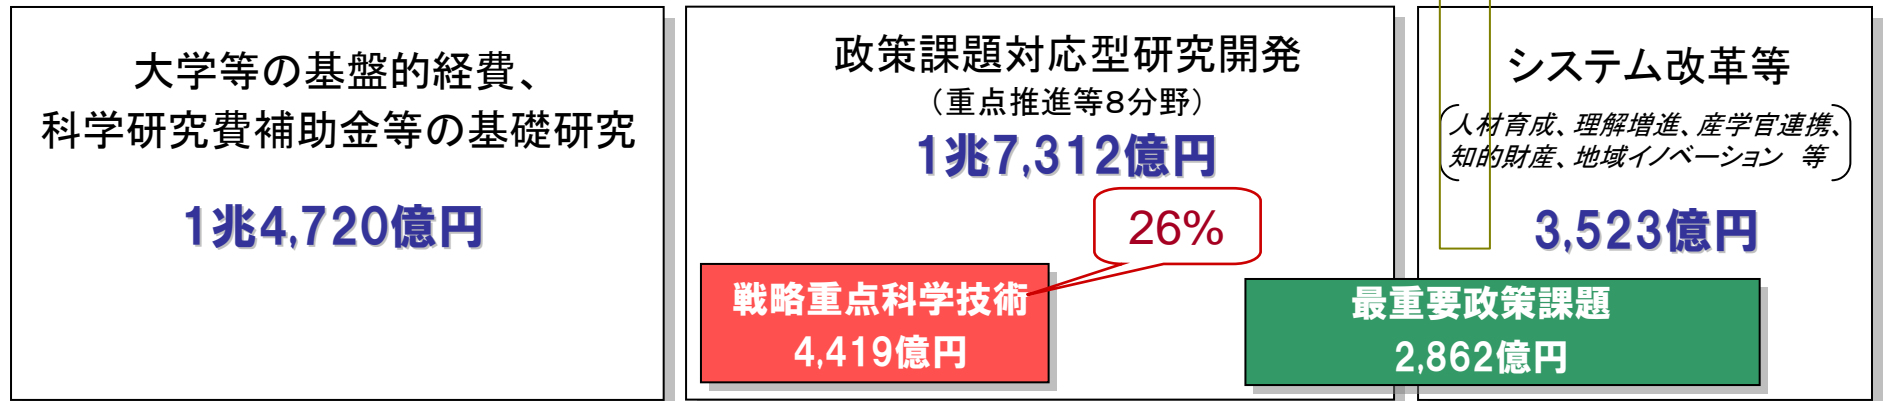 大学等の基盤的経費、
科学研究費補助金等の基礎研究
1兆4,720億円
政策課題対応型研究開発
（重点推進等8分野）
1兆7,312億円
26%
戦略重点科学技術
4,419億円
システム改革等
人材育成、理解増進、産学官連携、
知的財産、地域イノベーション　等
3,523億円
最重要政策課題
2,862億円